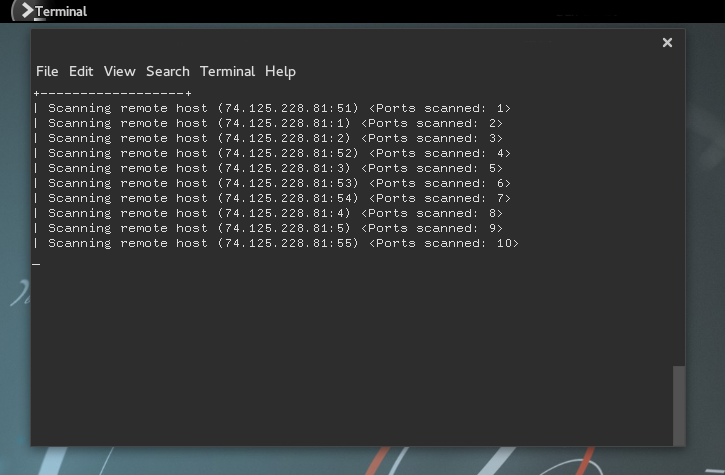 Terminal
File Edit View Search Terminal Help
+------------------+
| Scanning remote host (74.125.228.81:51) <Ports scanned: 1>
| Scanning remote host (74.125.228.81:1) <Ports scanned: 2>
| Scanning remote host (74.125.228.81:2) <Ports scanned: 3>
| Scanning remote host (74.125.228.81:52) <Ports scanned: 4>
| Scanning remote host (74.125.228.81:3) <Ports scanned: 5>
| Scanning remote host (74.125.228.81:53) <Ports scanned: 6>
| Scanning remote host (74.125.228.81:54) <Ports scanned: 7>
| Scanning remote host (74.125.228.81:4) <Ports scanned: 8>
| Scanning remote host (74.125.228.81:5) <Ports scanned: 9>
| Scanning remote host (74.125.228.81:55) <Ports scanned: 10>
_